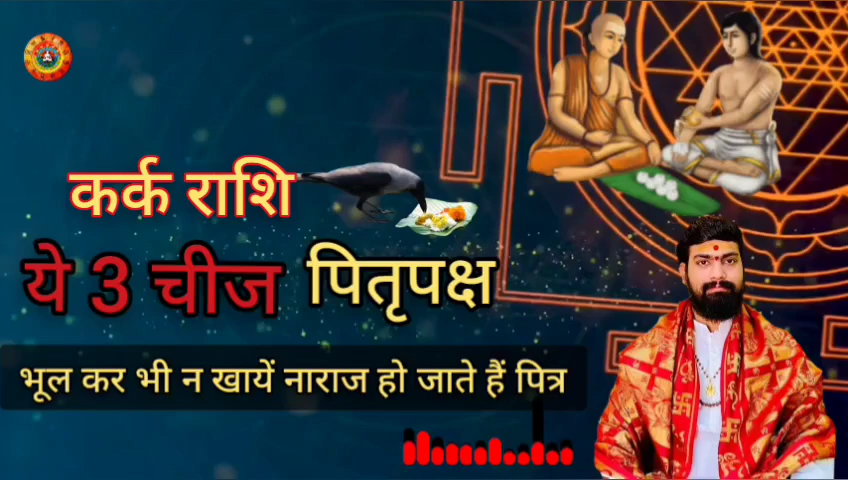 कर्क राशि
ये 3 चीज पितृपक्ष
भूल कर भी न खायें नाराज हो जाते हैं पित्र